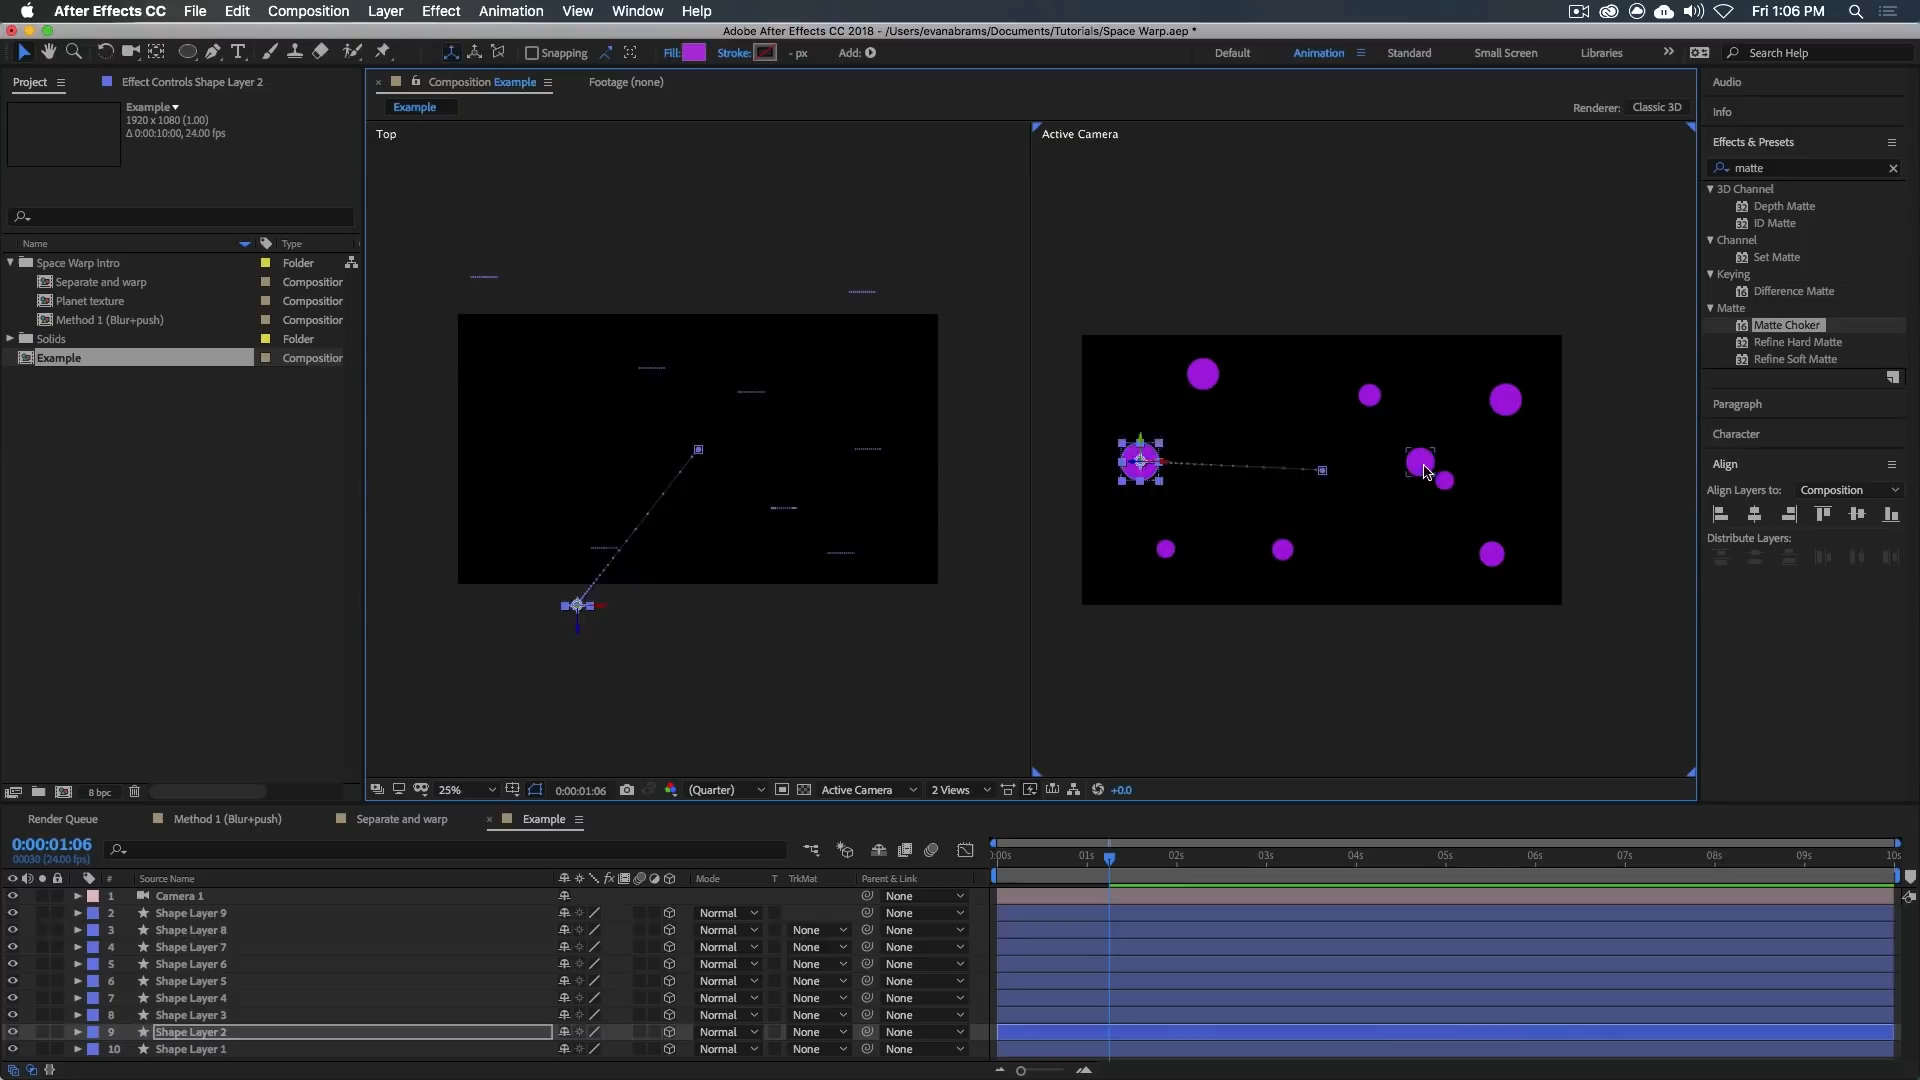 After Effects CC File Edit Composition Layer Effect Animation View Window Help Fri 1:06 PM
Adobe After Effects CC 2018 - /Users/evanabrams/Documents/Tutorials/Space Warp.aep *
Snapping Fill: Stroke: - px Add: Default Animation Standard Small Screen Libraries » Search Help
Project Effect Controls Shape Layer 2
Composition Example Footage (none)
Example
1920 x 1080 (1.00)
Δ 0:00:10:00, 24.00 fps
Example
Renderer: Classic 3D
Top
Active Camera
Name Type
Space Warp Intro Folder
Separate and warp Composition
Planet texture Composition
Method 1 (Blur+push) Composition
Solids Folder
Example Composition
8 bpc
25% 0:00:01:06 (Quarter) Active Camera 2 Views +0.0
Audio
Info
Effects & Presets
matte
3D Channel
32 Depth Matte
32 ID Matte
Channel
32 Set Matte
Keying
16 Difference Matte
Matte
16 Matte Choker
32 Refine Hard Matte
32 Refine Soft Matte
Paragraph
Character
Align
Align Layers to: Composition
Distribute Layers:
Render Queue Method 1 (Blur+push) Separate and warp Example
0:00:01:06
00030 (24.00 fps)
0:00s 01s 02s 03s 04s 05s 06s 07s 08s 09s 10s
# Source Name fx Mode T TrkMat Parent & Link
1 Camera 1 None
2 Shape Layer 9 Normal None
3 Shape Layer 8 Normal None None
4 Shape Layer 7 Normal None None
5 Shape Layer 6 Normal None None
6 Shape Layer 5 Normal None None
7 Shape Layer 4 Normal None None
8 Shape Layer 3 Normal None None
9 Shape Layer 2 Normal None None
10 Shape Layer 1 Normal None None